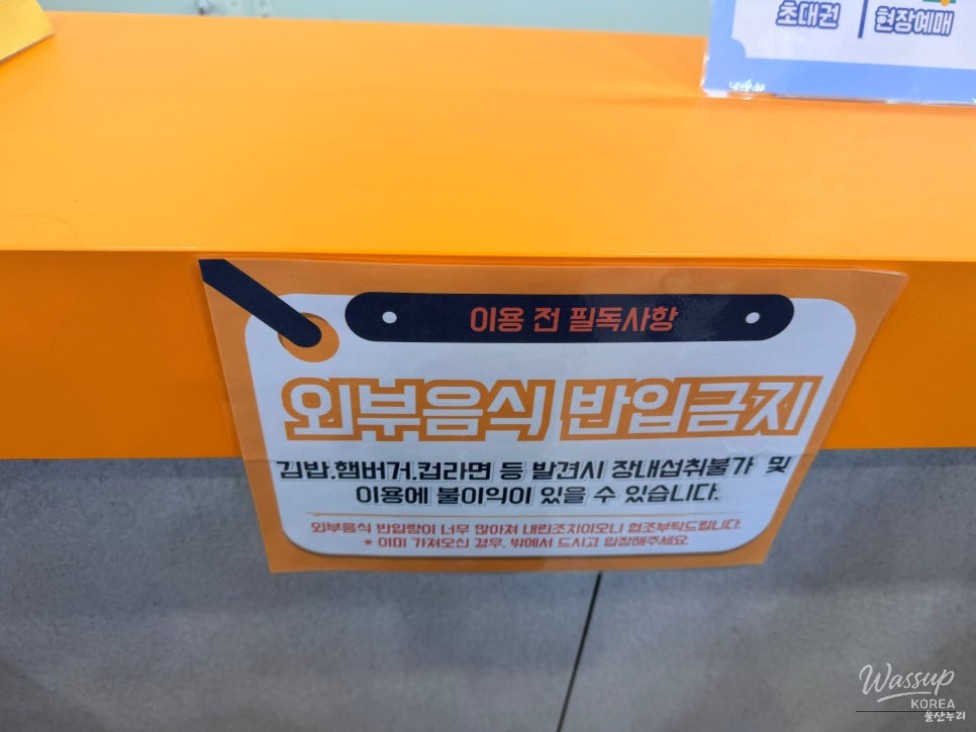 초대권
현장예매
이용 전 필독사항
외부음식 반입금지
김밥.햄버거.컵라면 등 발견시 장내섭취불가 및
이용에 불이익이 있을 수 있습니다.
외부음식 반입량이 너무 많아져 내린조치이오니 협조부탁드립니다.
* 이미 가져오신 경우, 밖에서 드시고 입장해주세요.
Wassup
KOREA
울산누리